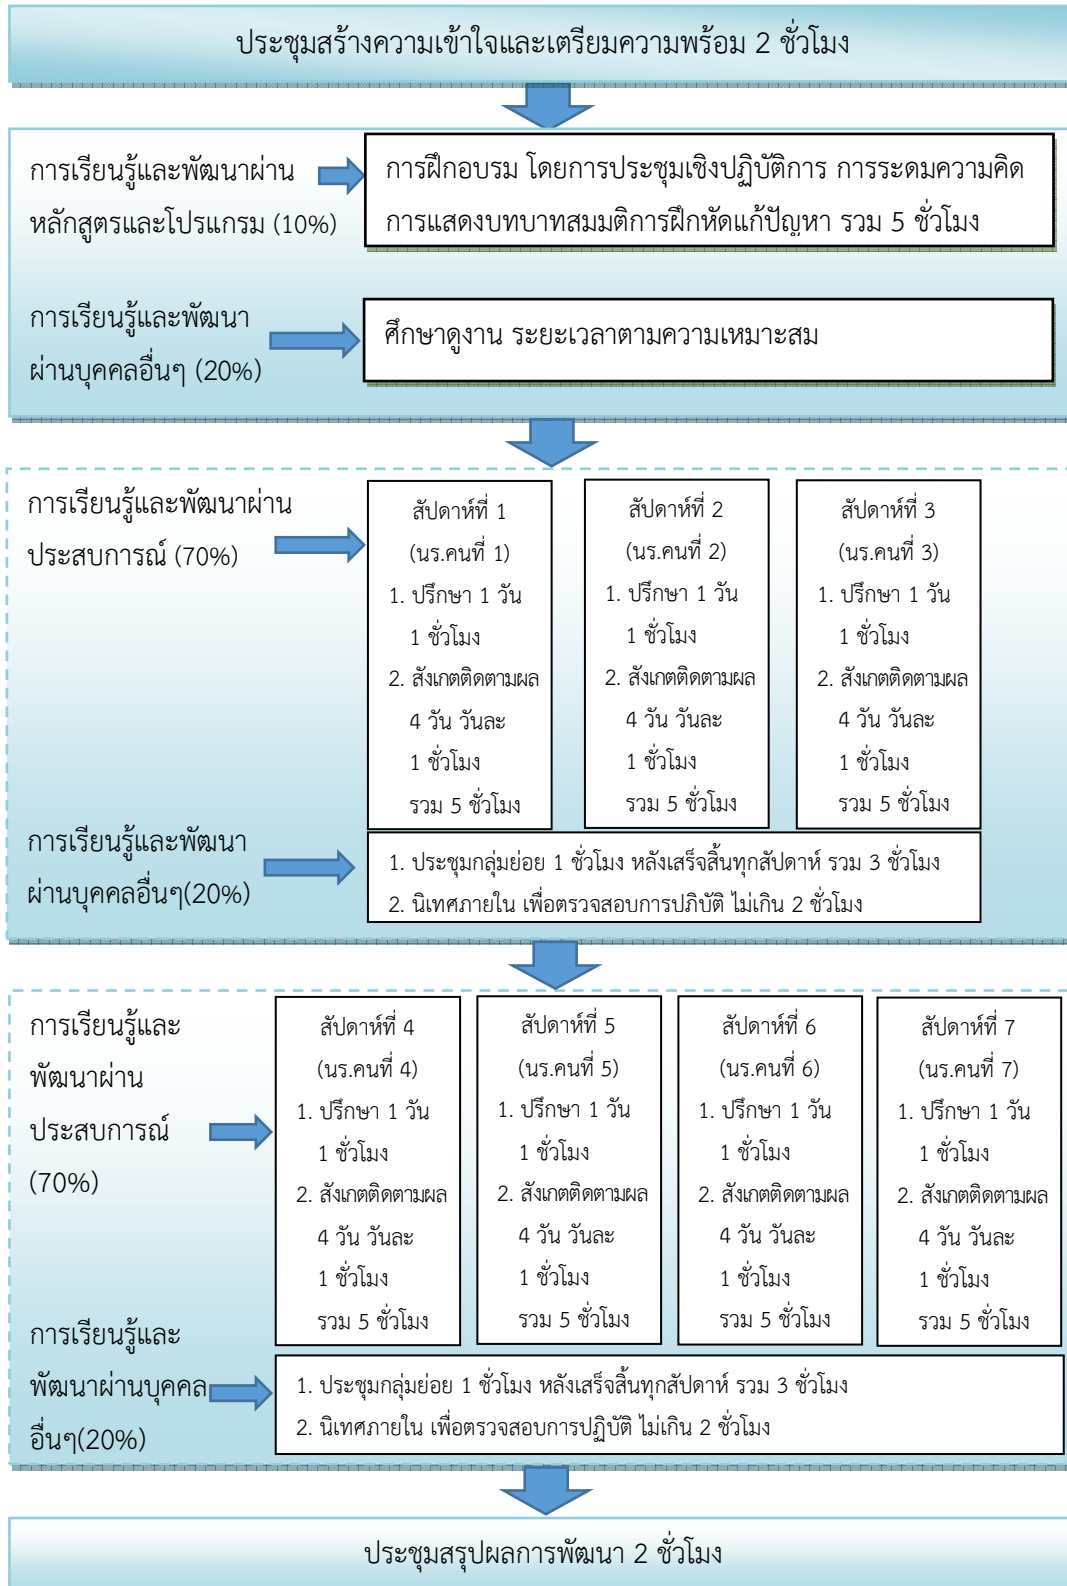 ประชุมสร้างความเข้าใจและเตรียมความพร้อม 2 ชั่วโมง
การเรียนรู้และพัฒนาผ่าน
หลักสูตรและโปรแกรม (10%)
การฝึกอบรม โดยการประชุมเชิงปฏิบัติการ การระดมความคิด
การแสดงบทบาทสมมติการฝึกหัดแก้ปัญหา รวม 5 ชั่วโมง
การเรียนรู้และพัฒนา
ผ่านบุคคลอื่นๆ (20%)
ศึกษาดูงาน ระยะเวลาตามความเหมาะสม
การเรียนรู้และพัฒนาผ่าน
ประสบการณ์ (70%)
สัปดาห์ที่ 1
(นร.คนที่ 1)
1. ปรึกษา 1 วัน
1 ชั่วโมง
2. สังเกตติดตามผล
4 วัน วันละ
1 ชั่วโมง
รวม 5 ชั่วโมง
สัปดาห์ที่ 2
(นร.คนที่ 2)
1. ปรึกษา 1 วัน
1 ชั่วโมง
2. สังเกตติดตามผล
4 วัน วันละ
1 ชั่วโมง
รวม 5 ชั่วโมง
สัปดาห์ที่ 3
(นร.คนที่ 3)
1. ปรึกษา 1 วัน
1 ชั่วโมง
2. สังเกตติดตามผล
4 วัน วันละ
1 ชั่วโมง
รวม 5 ชั่วโมง
การเรียนรู้และพัฒนา
ผ่านบุคคลอื่นๆ(20%)
1. ประชุมกลุ่มย่อย 1 ชั่วโมง หลังเสร็จสิ้นทุกสัปดาห์ รวม 3 ชั่วโมง
2. นิเทศภายใน เพื่อตรวจสอบการปภิบัติ ไม่เกิน 2 ชั่วโมง
การเรียนรู้และ
พัฒนาผ่าน
ประสบการณ์
(70%)
สัปดาห์ที่ 4
(นร.คนที่ 4)
1. ปรึกษา 1 วัน
1 ชั่วโมง
2. สังเกตติดตามผล
4 วัน วันละ
1 ชั่วโมง
รวม 5 ชั่วโมง
สัปดาห์ที่ 5
(นร.คนที่ 5)
1. ปรึกษา 1 วัน
1 ชั่วโมง
2. สังเกตติดตามผล
4 วัน วันละ
1 ชั่วโมง
รวม 5 ชั่วโมง
สัปดาห์ที่ 6
(นร.คนที่ 6)
1. ปรึกษา 1 วัน
1 ชั่วโมง
2. สังเกตติดตามผล
4 วัน วันละ
1 ชั่วโมง
รวม 5 ชั่วโมง
สัปดาห์ที่ 7
(นร.คนที่ 7)
1. ปรึกษา 1 วัน
1 ชั่วโมง
2. สังเกตติดตามผล
4 วัน วันละ
1 ชั่วโมง
รวม 5 ชั่วโมง
การเรียนรู้และ
พัฒนาผ่านบุคคล
อื่นๆ(20%)
1. ประชุมกลุ่มย่อย 1 ชั่วโมง หลังเสร็จสิ้นทุกสัปดาห์ รวม 3 ชั่วโมง
2. นิเทศภายใน เพื่อตรวจสอบการปฏิบัติ ไม่เกิน 2 ชั่วโมง
ประชุมสรุปผลการพัฒนา 2 ชั่วโมง